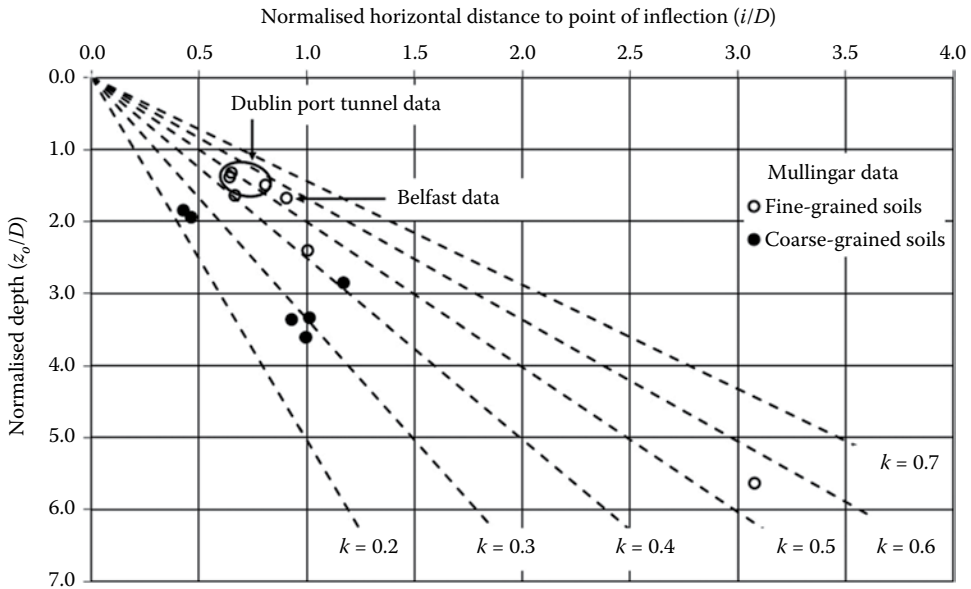 Normalised horizontal distance to point of inflection (i/D)
0.0 0.5 1.0 1.5 2.0 2.5 3.0 3.5 4.0
0.0
1.0
2.0
3.0
4.0
5.0
6.0
7.0
Normalised depth (zo/D)
Dublin port tunnel data
Belfast data
Mullingar data
Fine-grained soils
Coarse-grained soils
k = 0.7
k = 0.2 k = 0.3 k = 0.4 k = 0.5 k = 0.6